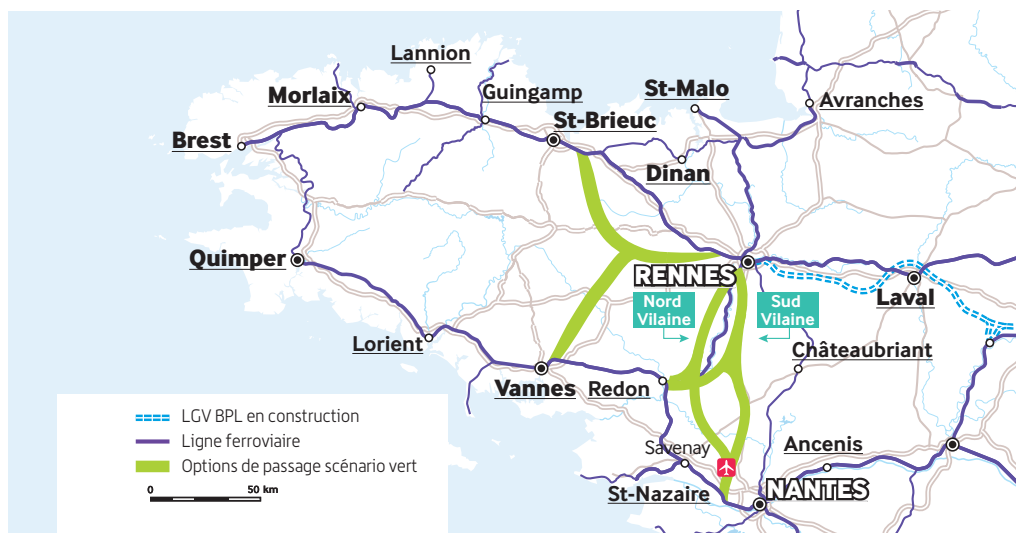 Lannion
Morlaix
Guingamp
St-Malo
Avranches
St-Brieuc
Brest
Dinan
Quimper
RENNES
Laval
Nord
Vilaine
Sud
Vilaine
Lorient
Châteaubriant
Vannes
Redon
Savenay
Ancenis
St-Nazaire
NANTES
LGV BPL en construction
Ligne ferroviaire
Options de passage scénario vert
0 50 km